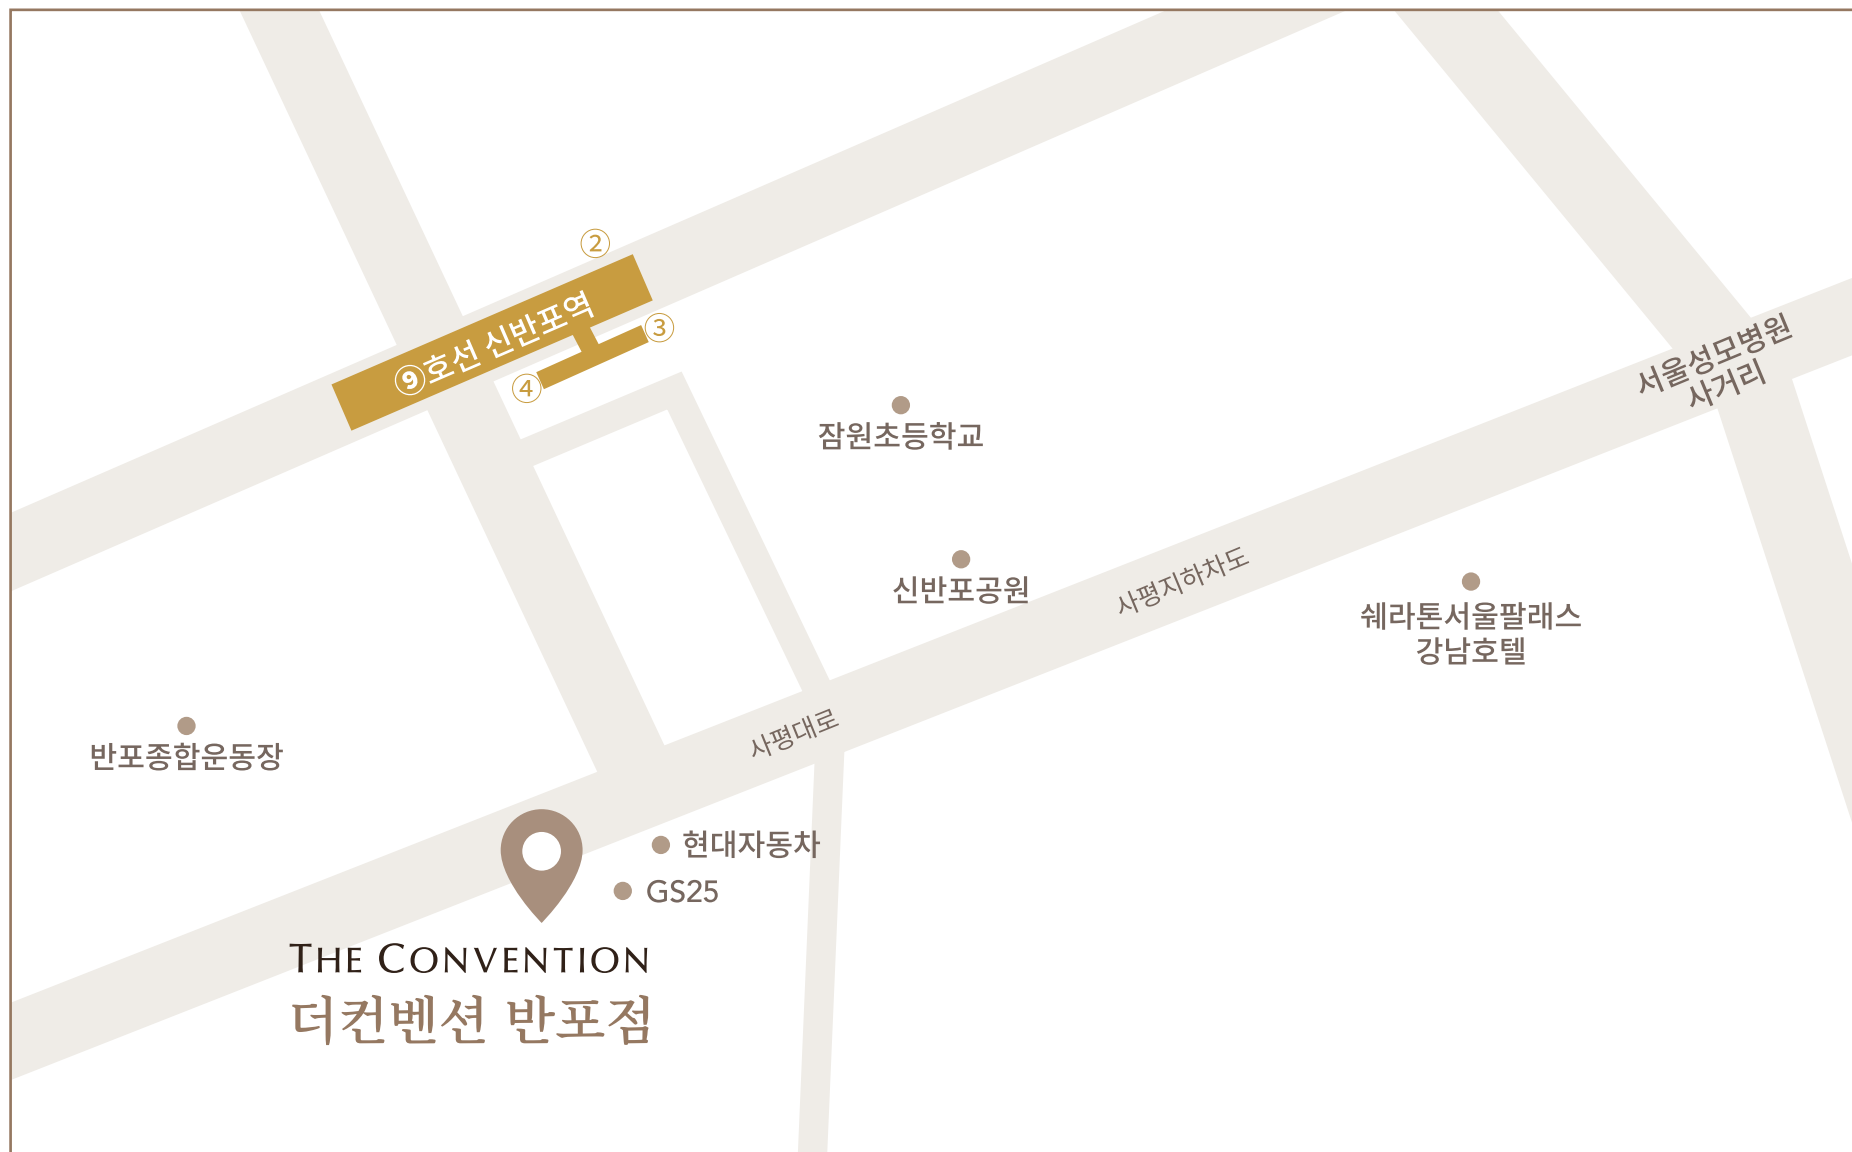 ②
⑨호선 신반포역
③
④
서울성모병원
사거리
잠원초등학교
신반포공원
사평지하차도
쉐라톤서울팔래스
강남호텔
사평대로
반포종합운동장
현대자동차
GS25
THE CONVENTION
더컨벤션 반포점